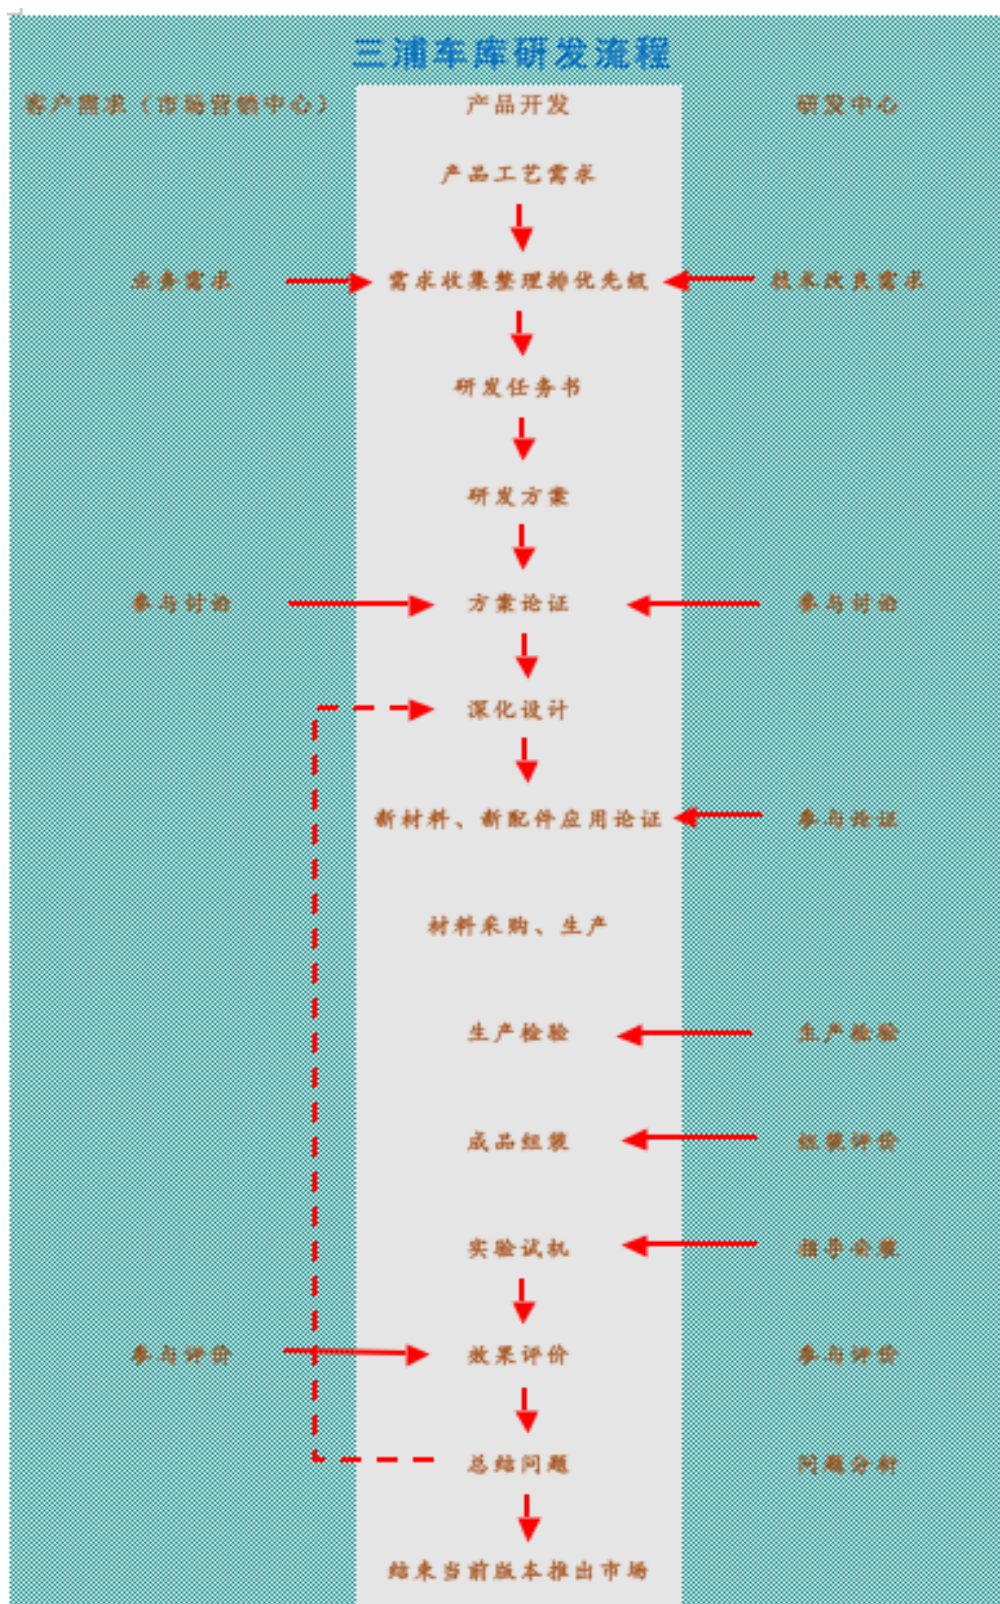 三浦车库研发流程
客户需求（市场营销中心） 产品开发 研发中心
产品工艺需求
业务需求 需求收集整理排优先级 技术改良需求
研发任务书
研发方案
参与讨论 方案论证 参与讨论
深化设计
新材料、新配件应用论证 参与论证
材料采购、生产
生产检验 生产检验
成品组装 组装评价
实验试机 指导安装
参与评价 效果评价 参与评价
总结问题 问题分析
结束当前版本推出市场